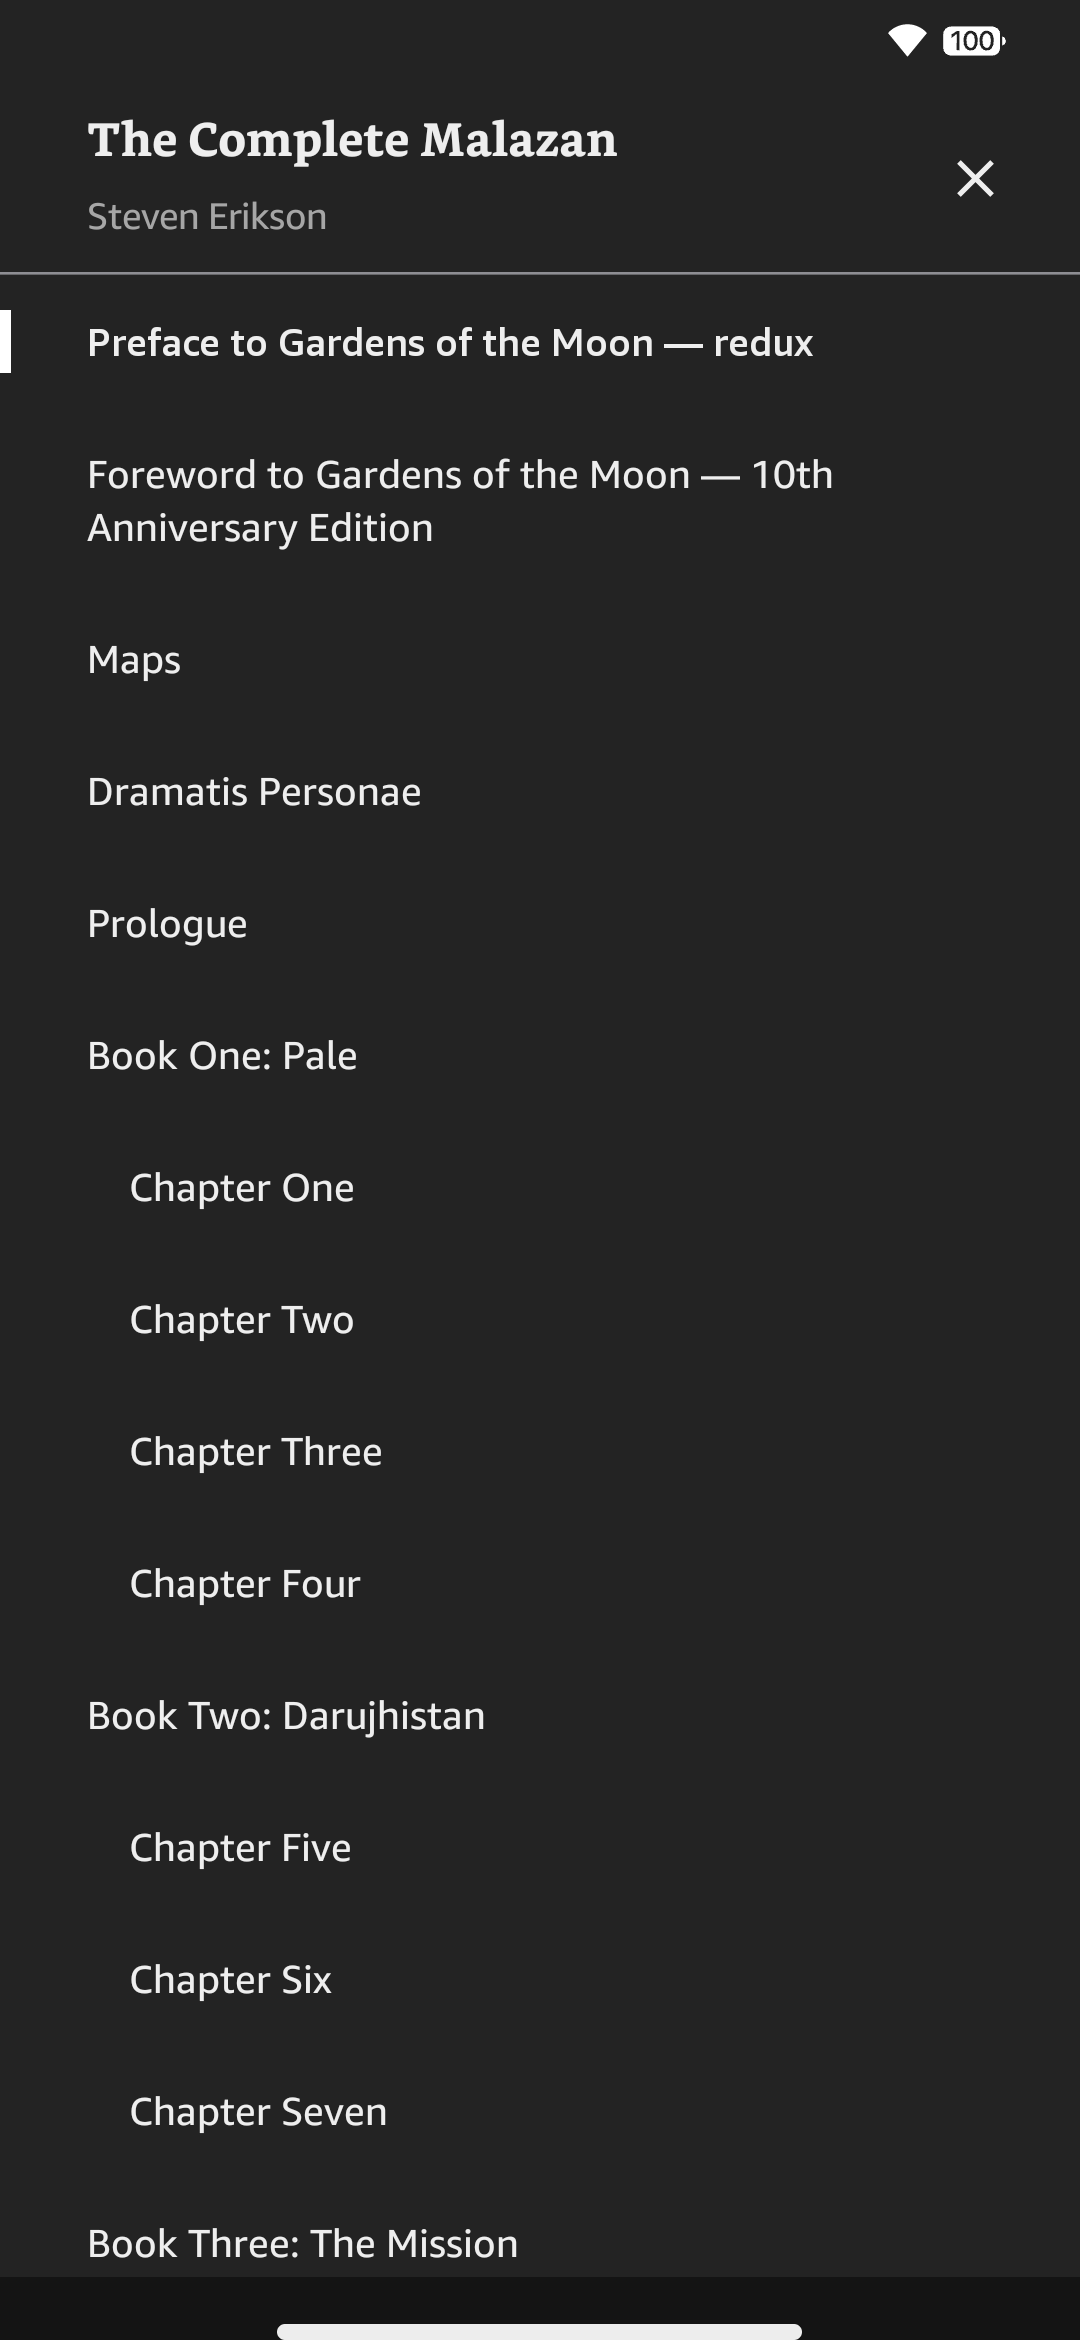 100
The Complete Malazan
Steven Erikson
Preface to Gardens of the Moon — redux
Foreword to Gardens of the Moon — 10th
Anniversary Edition
Maps
Dramatis Personae
Prologue
Book One: Pale
Chapter One
Chapter Two
Chapter Three
Chapter Four
Book Two: Darujhistan
Chapter Five
Chapter Six
Chapter Seven
Book Three: The Mission